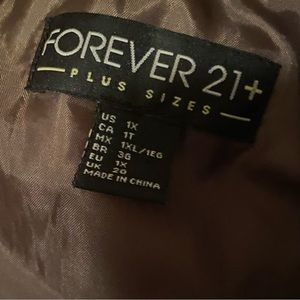 FOREVER 21+
PLUS SIZES
US 1X
CA 1T
MX 1XL/1EG
BR 3G
EU 1X
UK 20
MADE IN CHINA